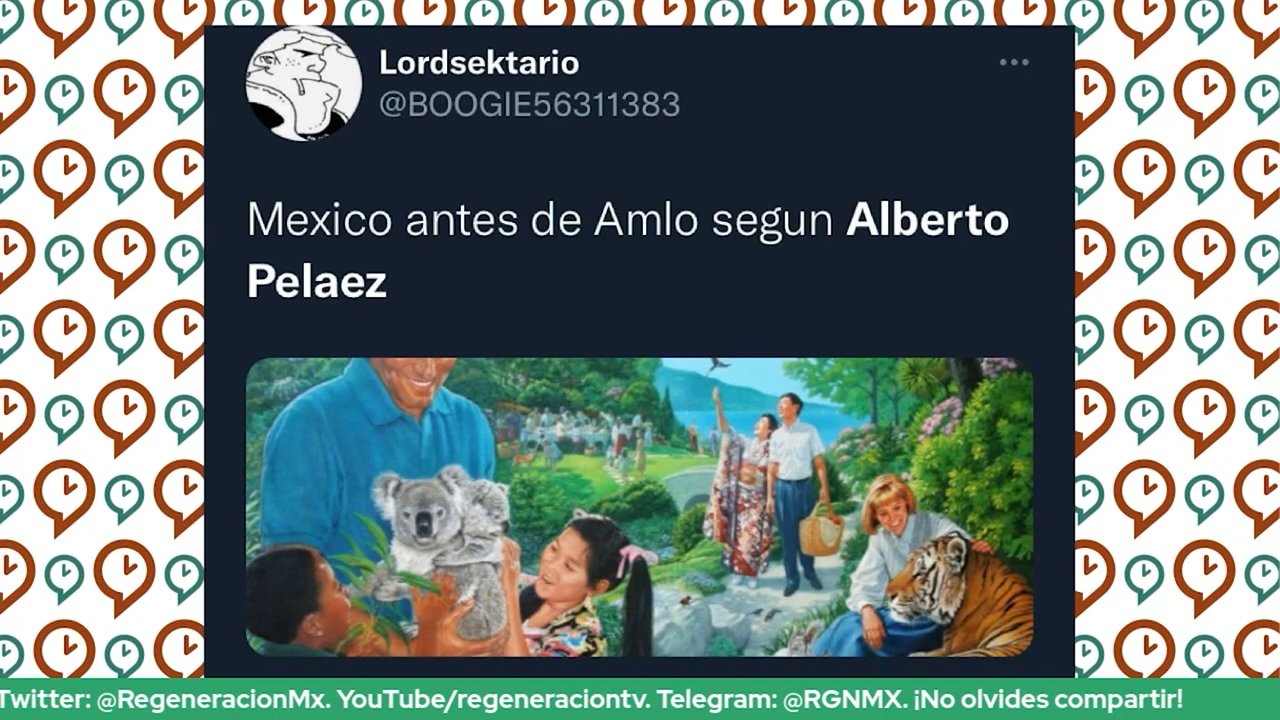 Lordsektario
@BOOGIE56311383
Mexico antes de Amlo segun Alberto
Pelaez
Twitter: @RegeneracionMx. YouTube/regeneraciontv. Telegram: @RGNMX. ¡No olvides compartir!